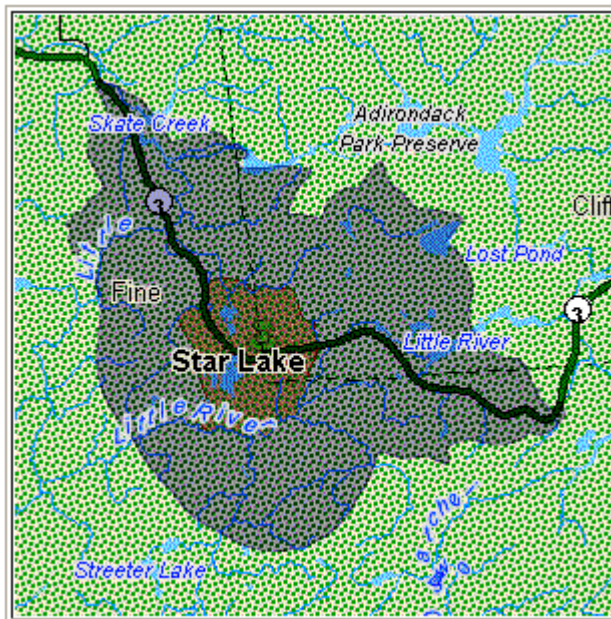 Skate Creek
Adirondack
Park Preserve
3
Cliff
Little
Lost Pond
Fine
3
Little River
Star Lake
Little River
Streeter Lake